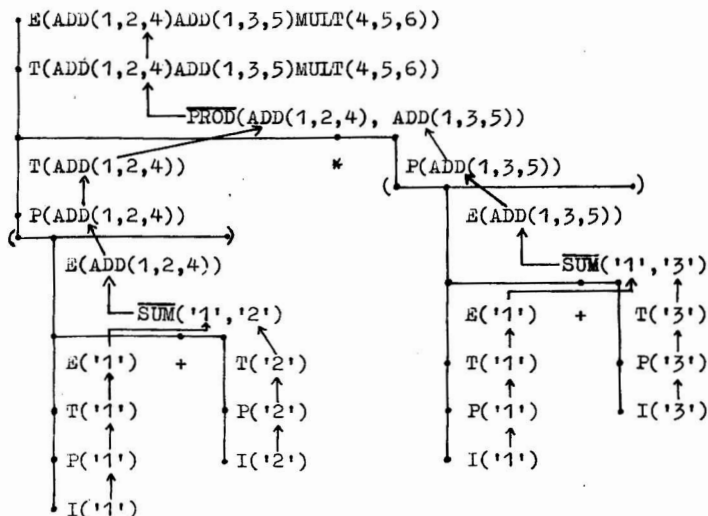 E(ADD(1,2,4)ADD(1,3,5)MULT(4,5,6))
T(ADD(1,2,4)ADD(1,3,5)MULT(4,5,6))
PROD(ADD(1,2,4), ADD(1,3,5))
T(ADD(1,2,4)) * P(ADD(1,3,5))
( )
P(ADD(1,2,4)) E(ADD(1,3,5))
( )
E(ADD(1,2,4)) SUM('1','3')
SUM('1','2') E('1') + T('3')
E('1') + T('2') T('1') P('3')
T('1') P('2') P('1') I('3')
P('1') I('2') I('1')
I('1')